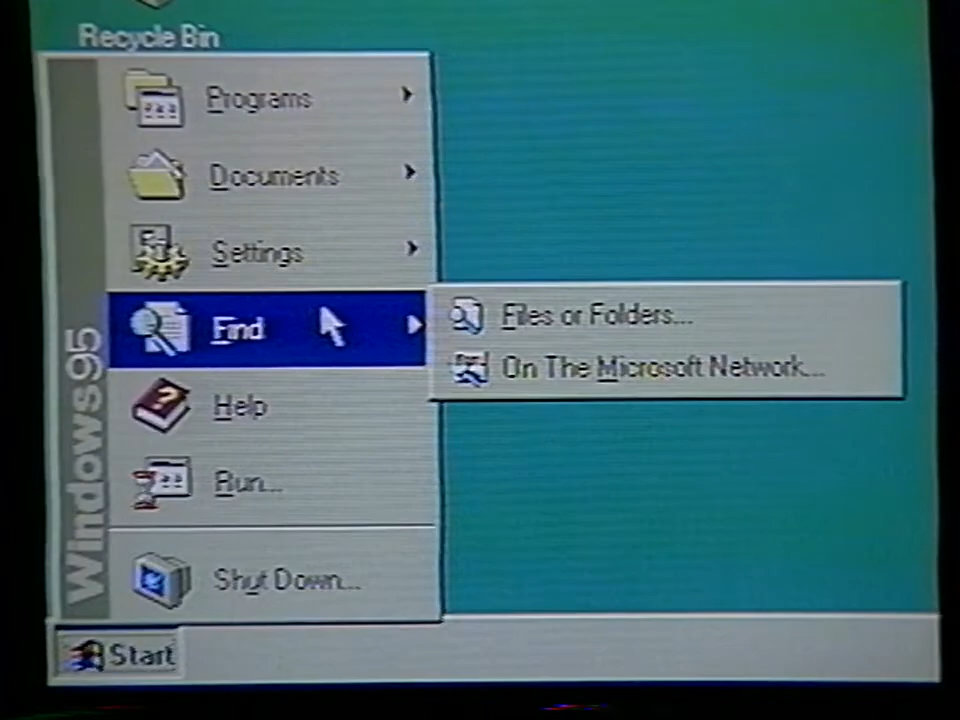 Recycle Bin
Programs
Documents
Settings
Find
Files or Folders...
On The Microsoft Network...
Help
Run...
Shut Down...
Windows95
Start